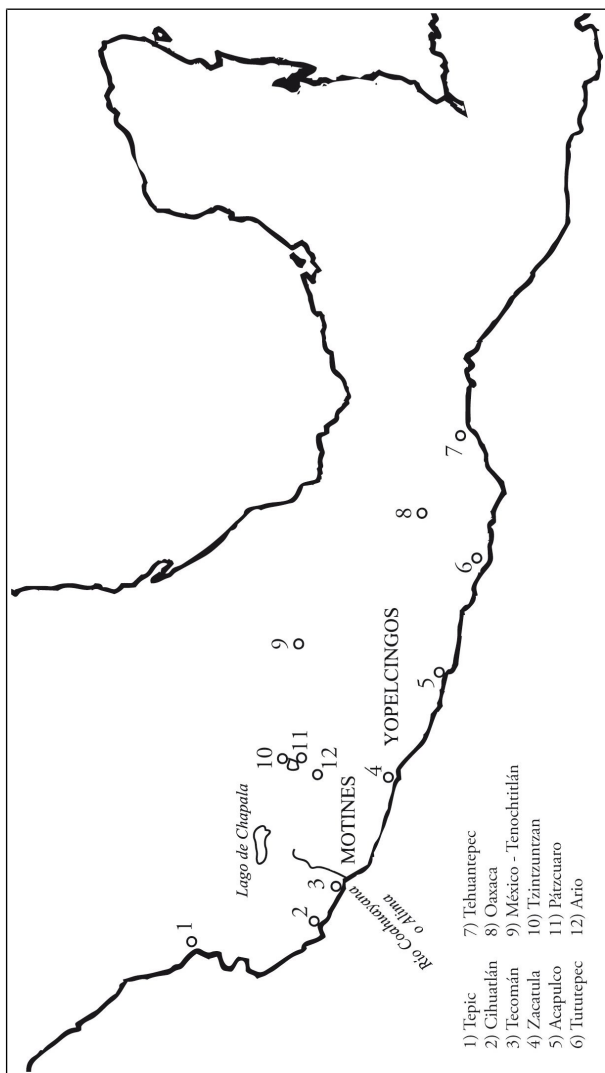 1
2
3
4
5
6
7
8
9
10
11
12
Lago de Chapala
MOTINES
YOPELCINGOS
Río Coahuayana
o Alima
1) Tepic
2) Cihuatlán
3) Tecomán
4) Zacatula
5) Acapulco
6) Tututepec
7) Tehuantepec
8) Oaxaca
9) México - Tenochtitlán
10) Tzintzuntzan
11) Pátzcuaro
12) Ario